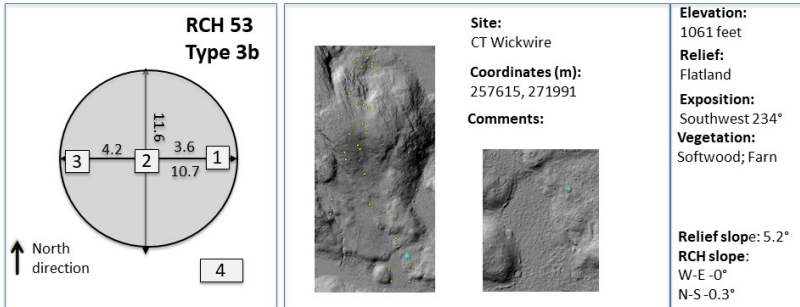 RCH 53
Type 3b
11.6
4.2
3.6
3
2
1
10.7
North
direction
4
Site:
CT Wickwire
Coordinates (m):
257615, 271991
Comments:
Elevation:
1061 feet
Relief:
Flatland
Exposition:
Southwest 234°
Vegetation:
Softwood; Farn
Relief slope: 5.2°
RCH slope:
W-E -0°
N-S -0.3°